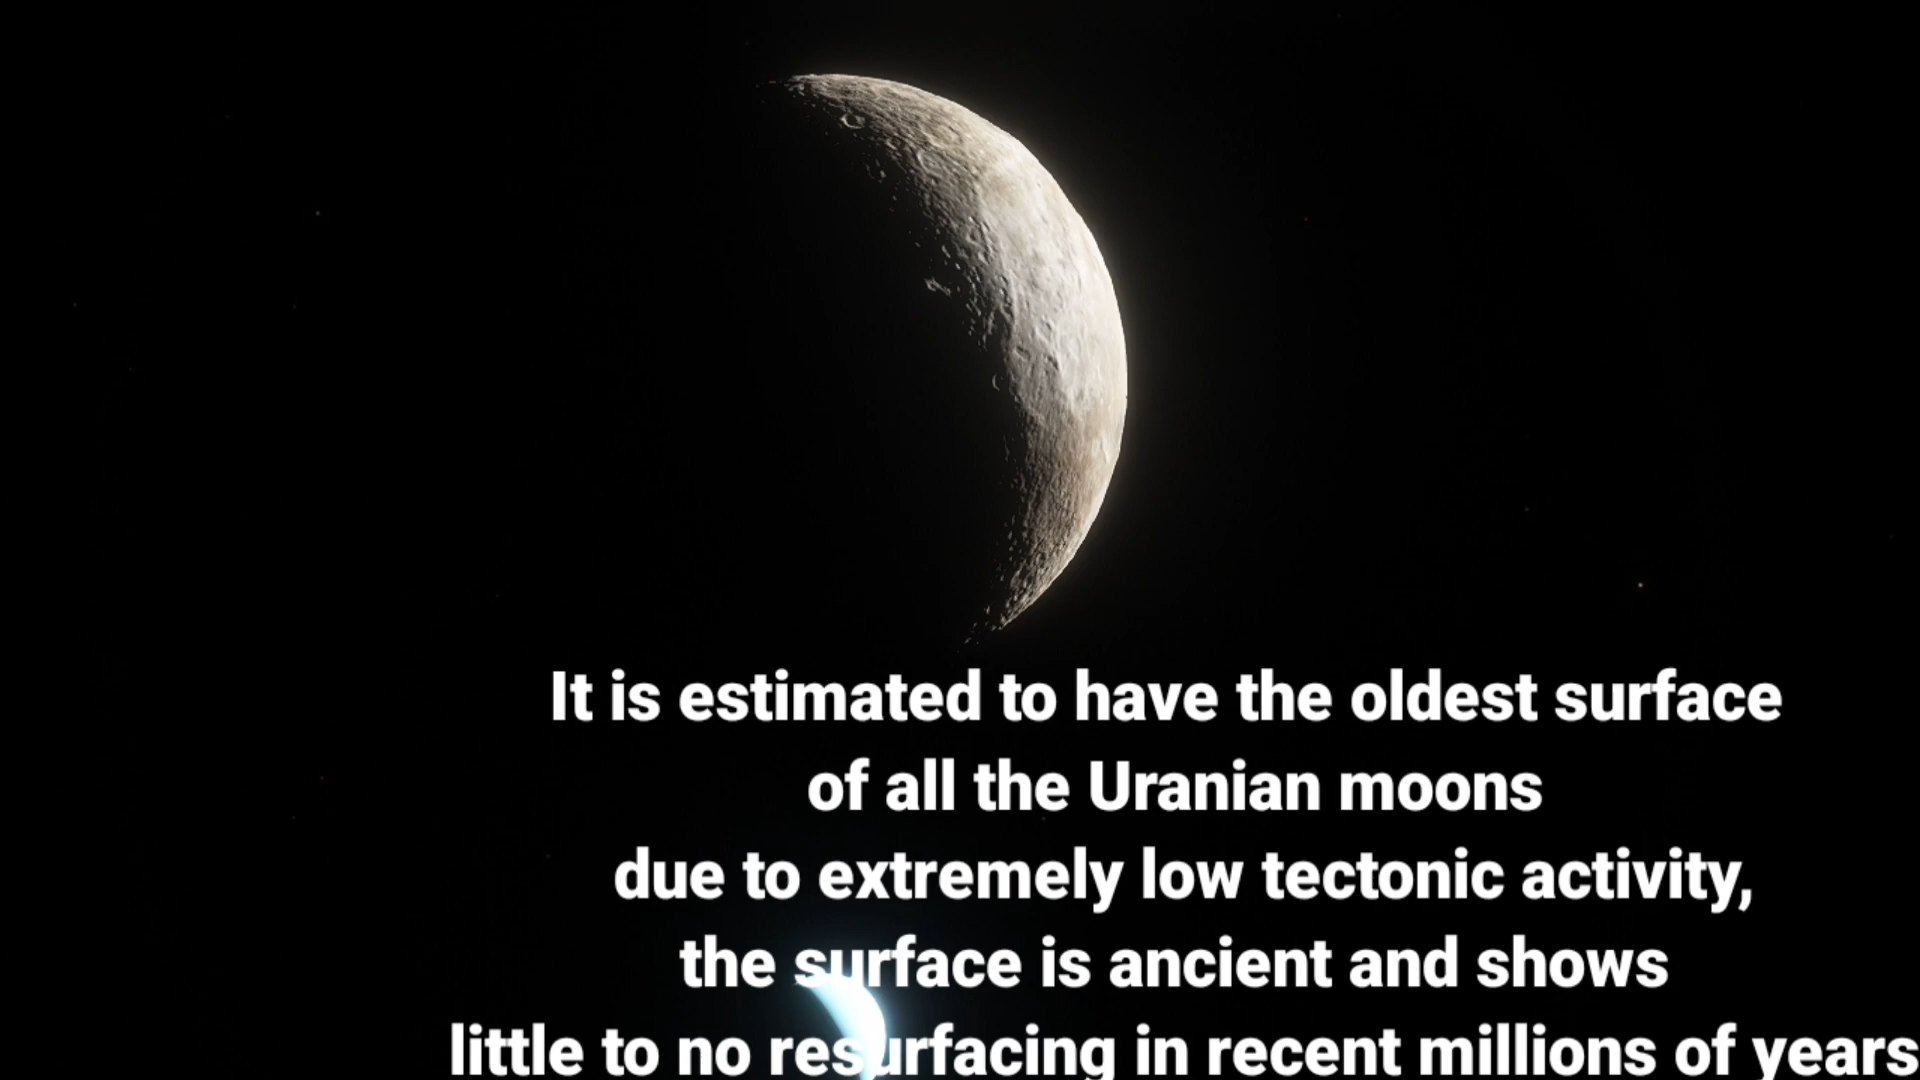 It is estimated to have the oldest surface
of all the Uranian moons
due to extremely low tectonic activity,
the surface is ancient and shows
little to no resurfacing in recent millions of years